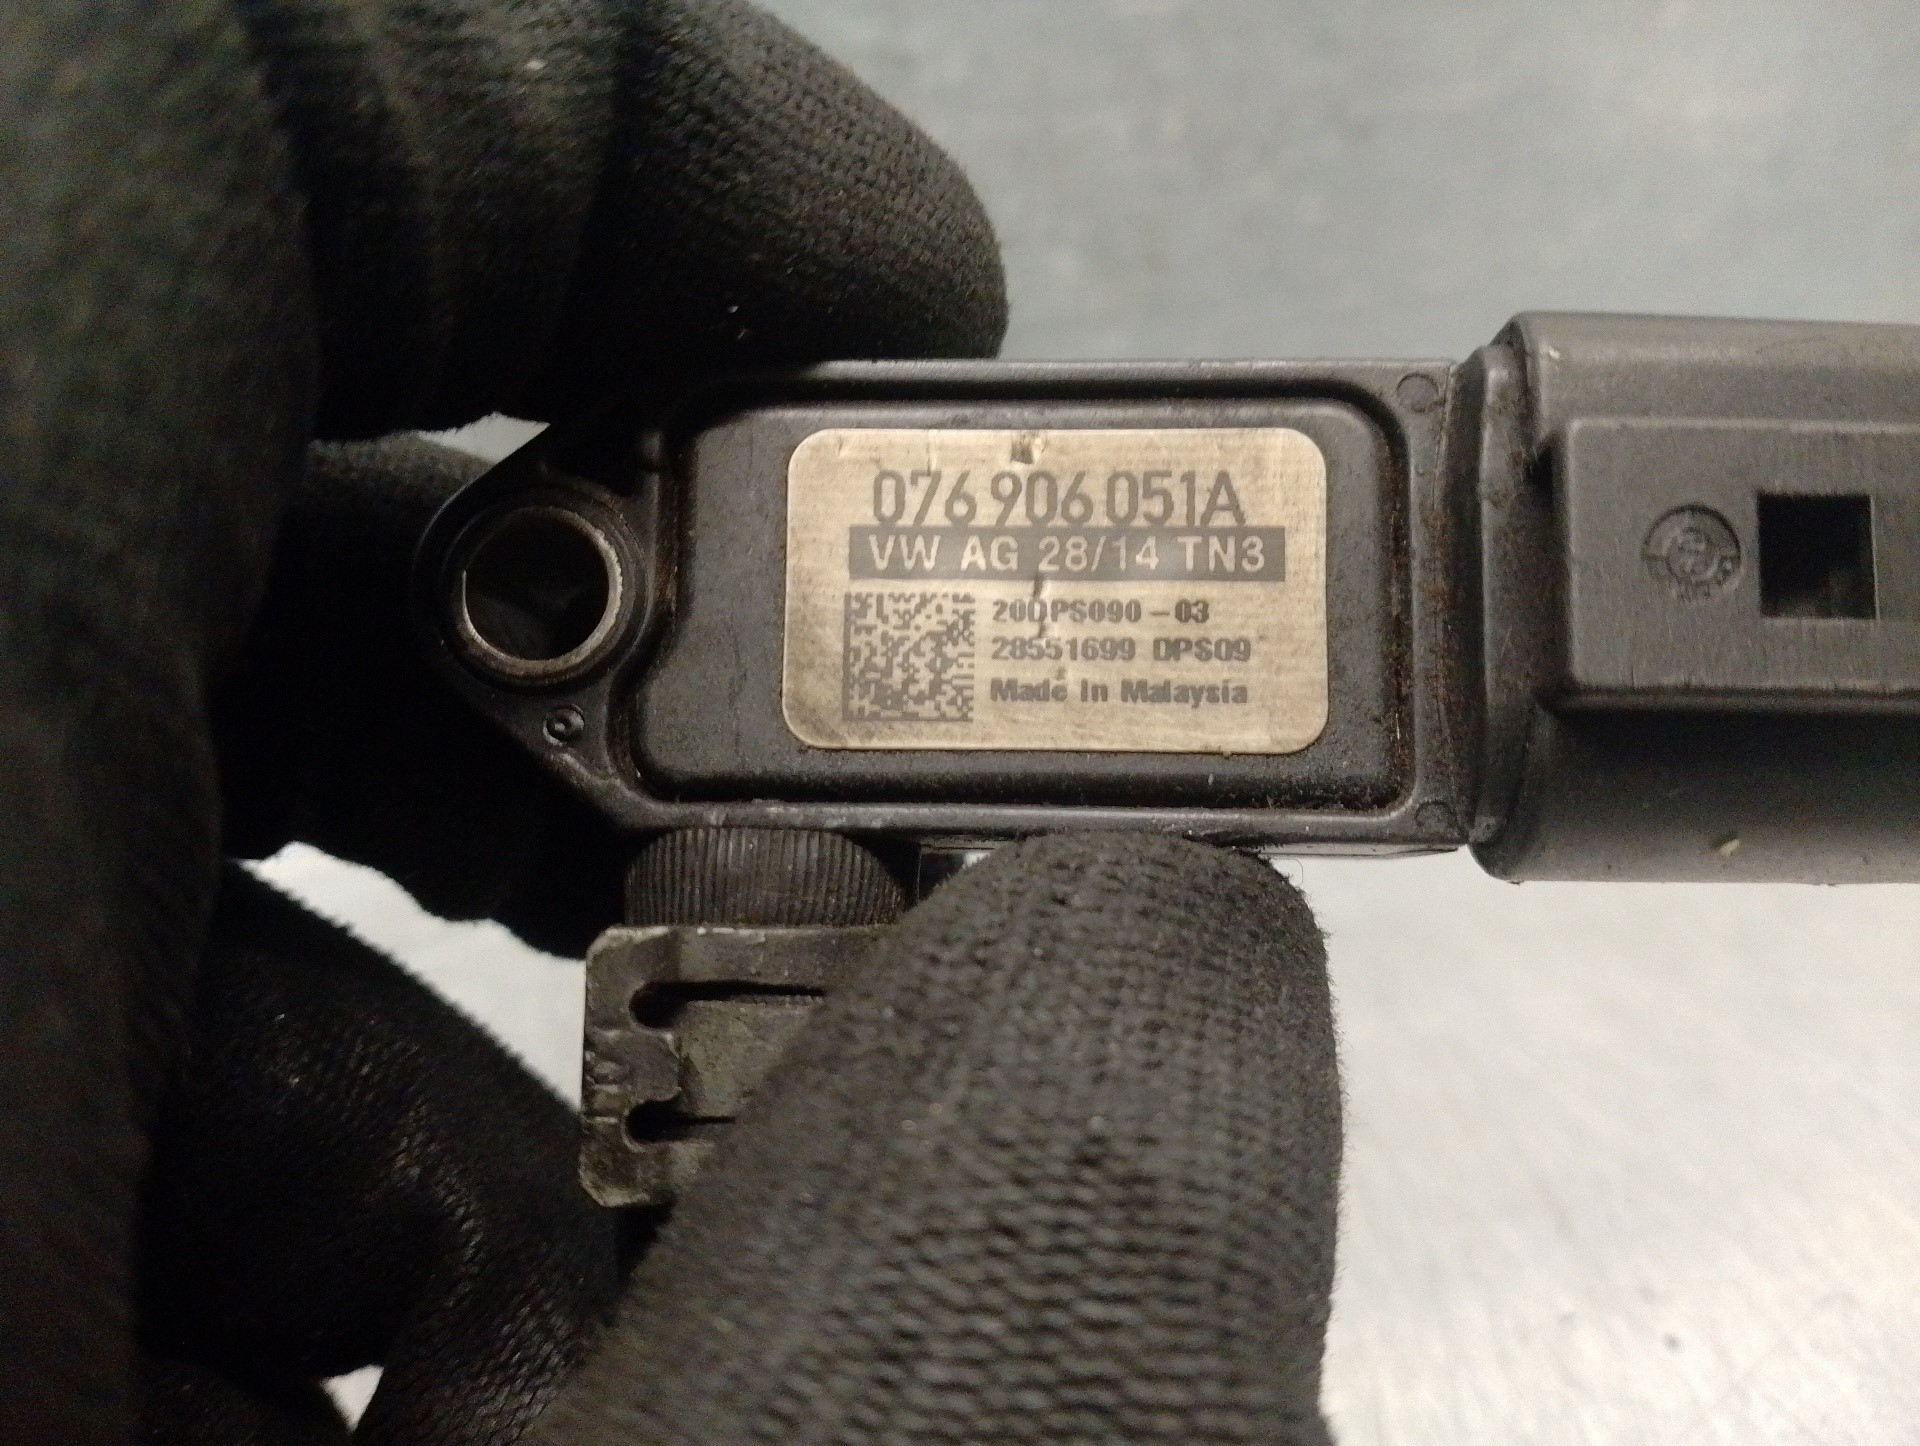 076 906 051A
VW AG 28/14 TN3
20DPS090-03
28551699 DPS09
Made in Malaysia